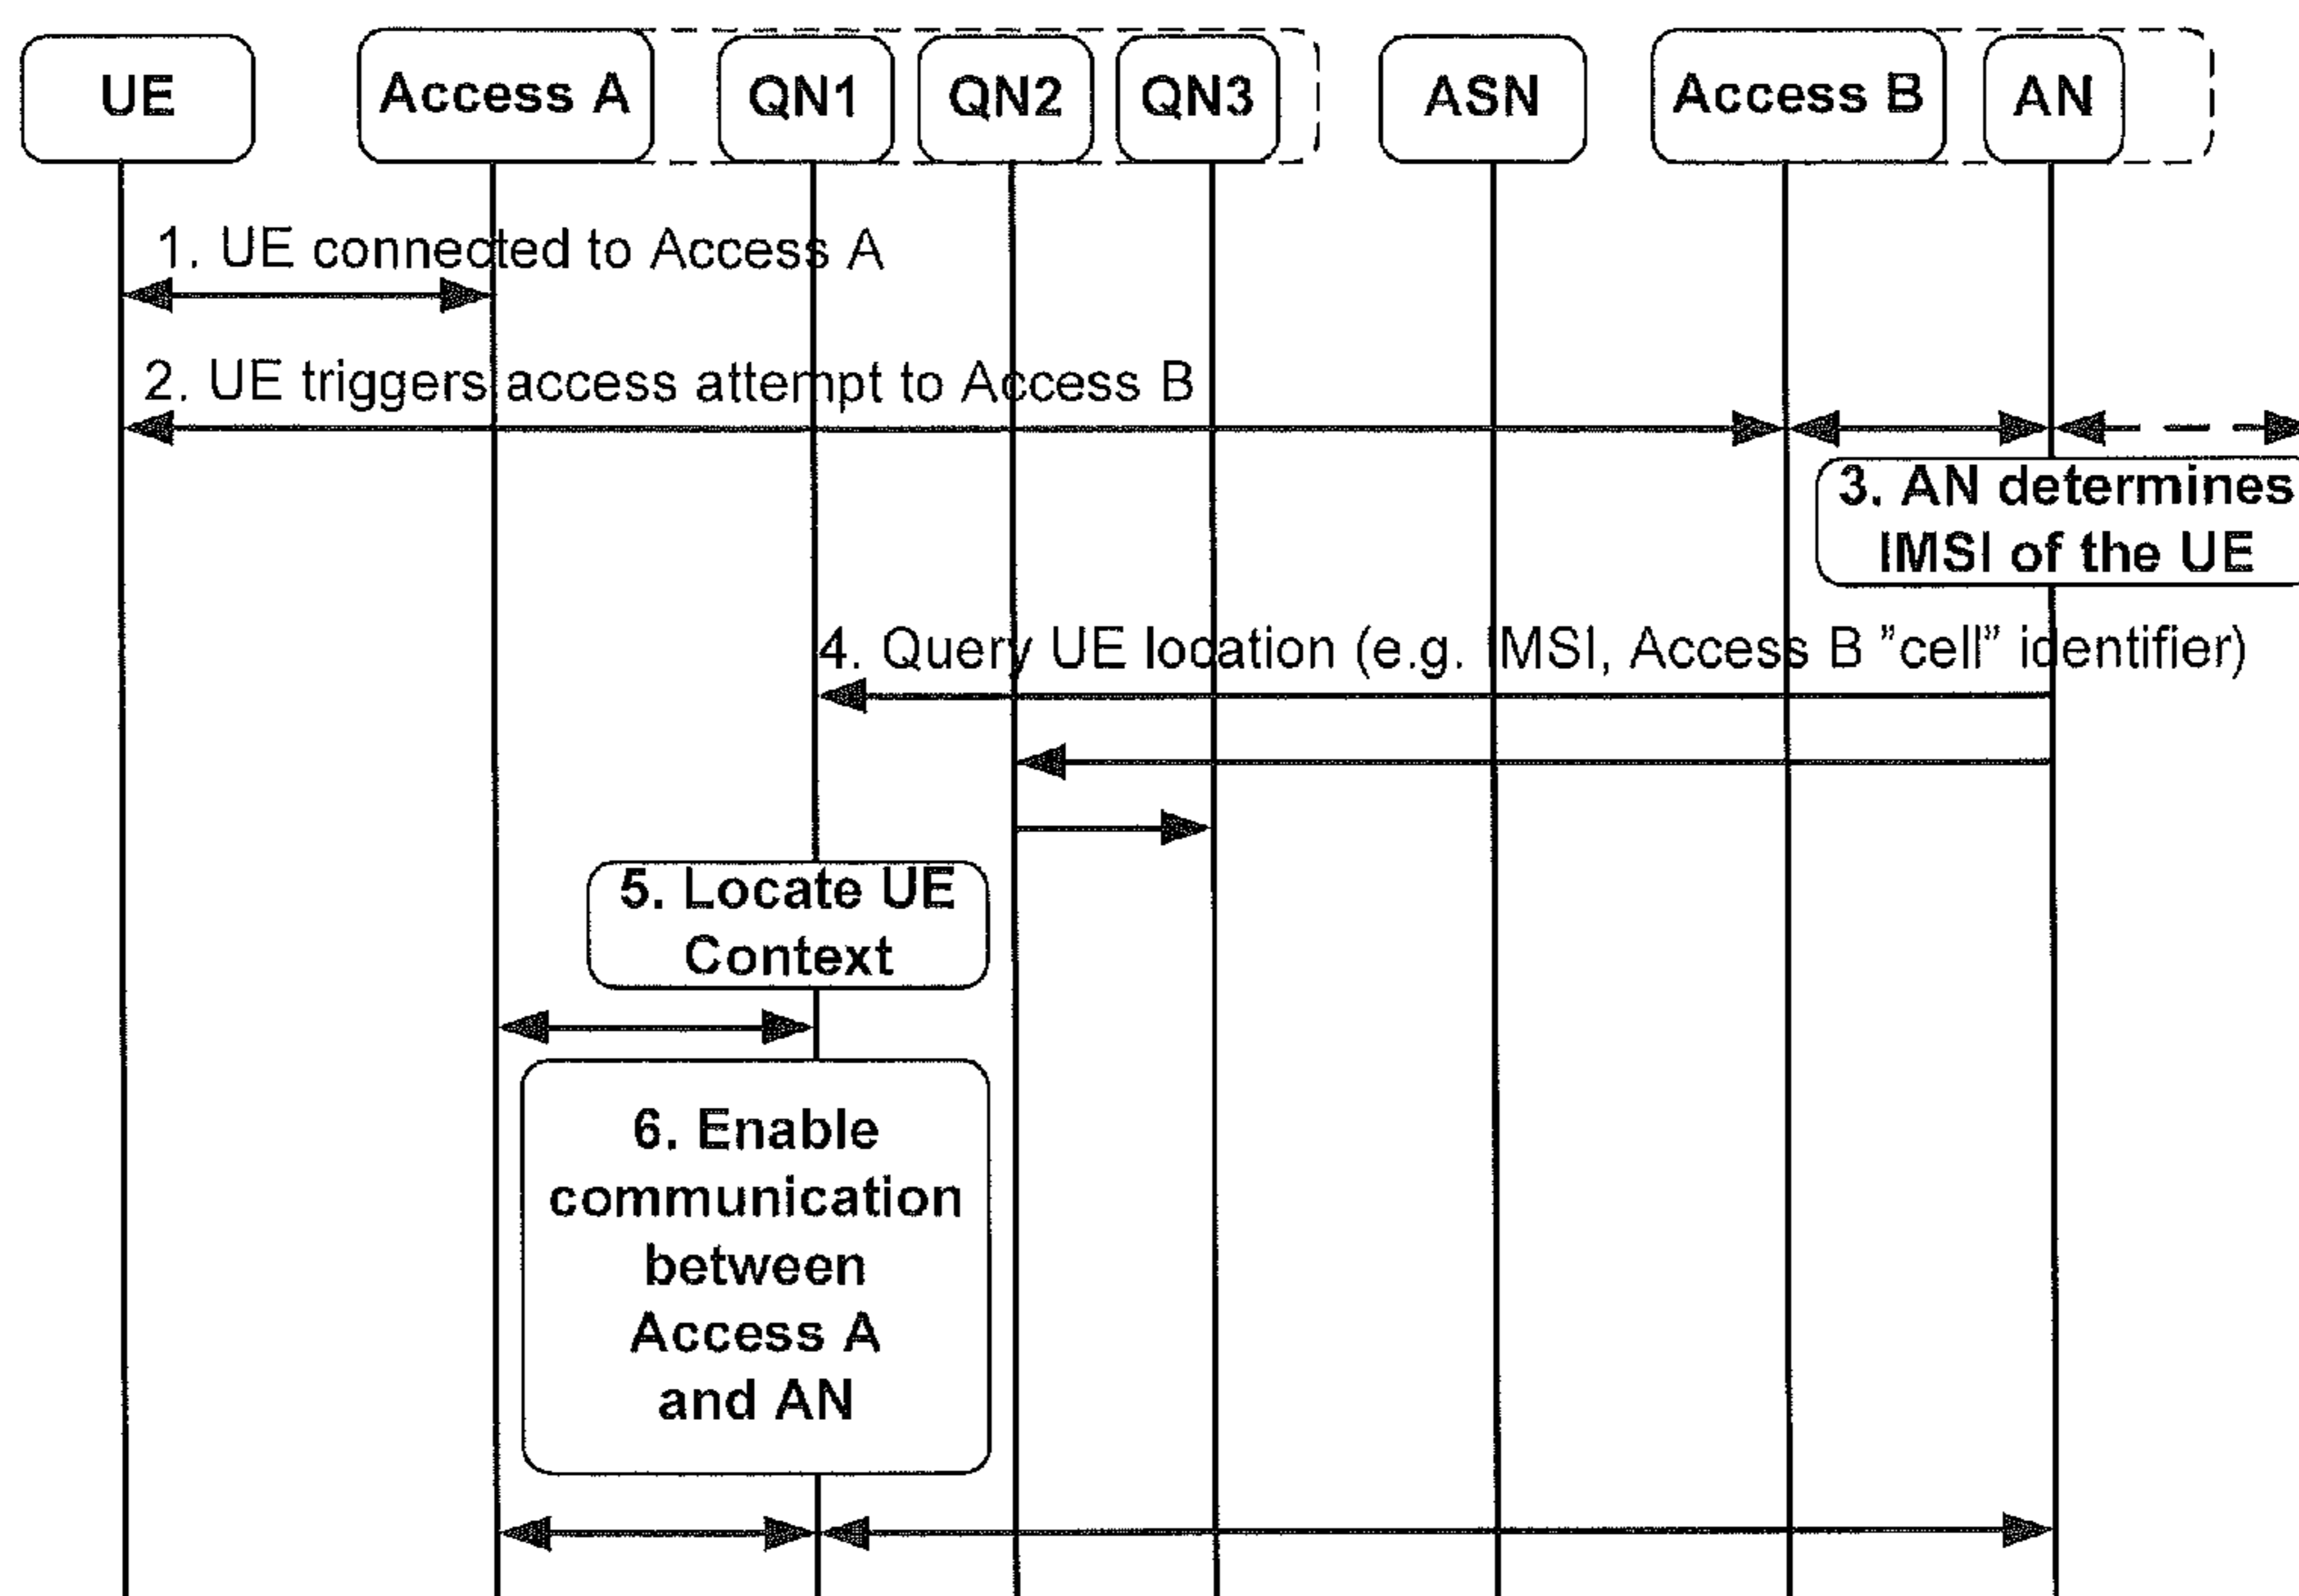 UE
Access A
QN1
QN2
QN3
ASN
Access B
AN
1. UE connected to Access A
2. UE triggers access attempt to Access B
3. AN determines
IMSI of the UE
4. Query UE location (e.g. IMSI, Access B ”cell” identifier)
5. Locate UE
Context
6. Enable
communication
between
Access A
and AN